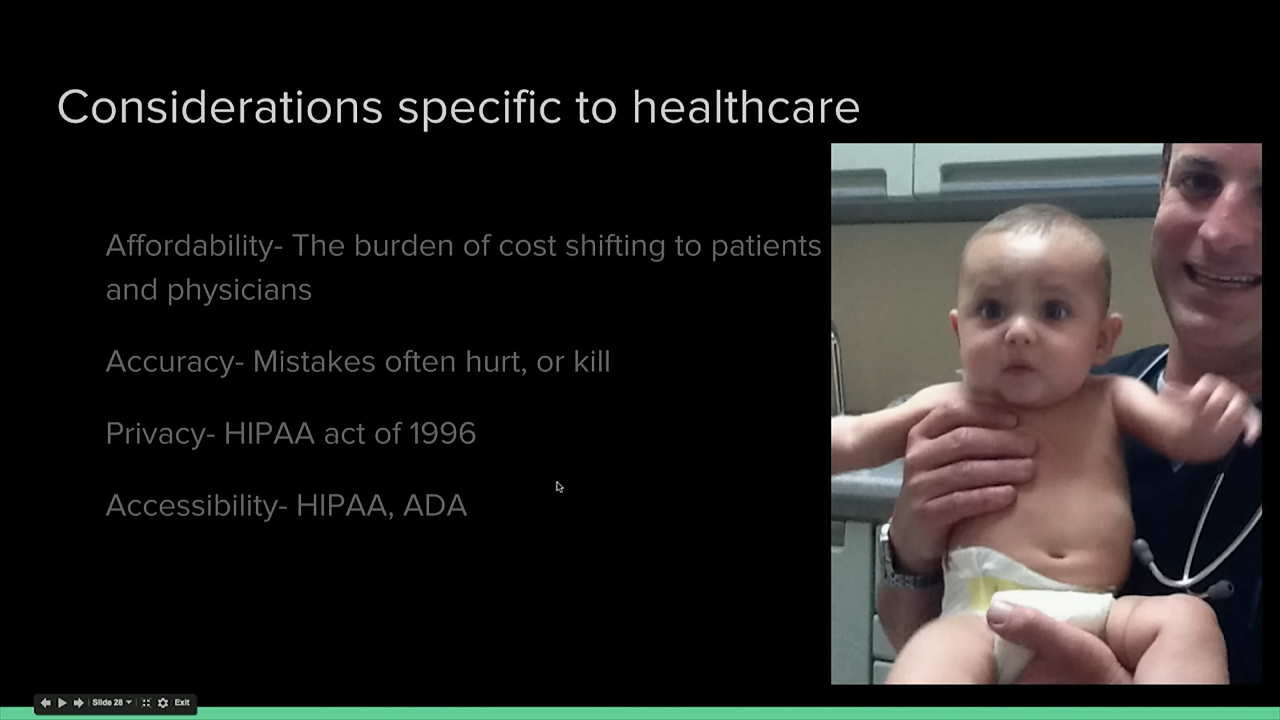 Considerations specific to healthcare
Affordability- The burden of cost shifting to patients
and physicians
Accuracy- Mistakes often hurt, or kill
Privacy- HIPAA act of 1996
Accessibility- HIPAA, ADA
Slide 28
Exit